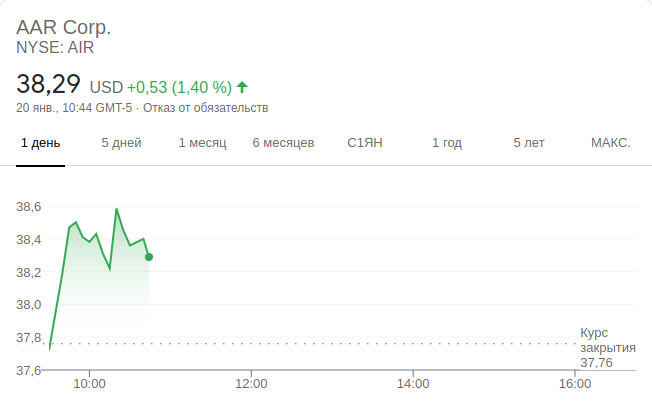 AAR Corp.
NYSE: AIR
38,29 USD +0,53 (1,40 %)
20 янв., 10:44 GMT-5 · Отказ от обязательств
1 день 5 дней 1 месяц 6 месяцев С1ЯН 1 год 5 лет МАКС.
38,6
38,4
38,2
38,0
37,8
37,6
Курс
закрытия
37,76
10:00 12:00 14:00 16:00